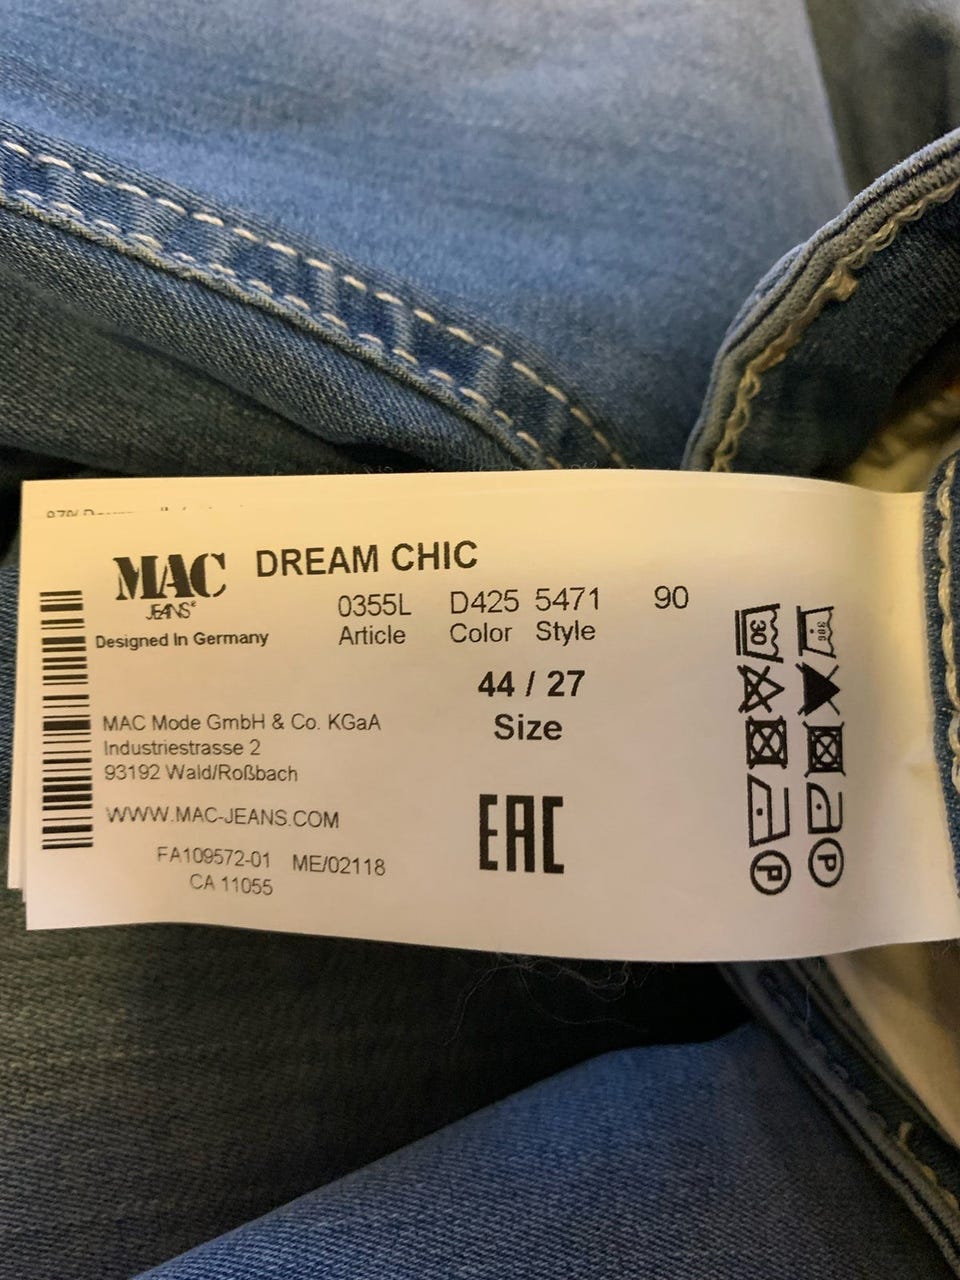 MAC DREAM CHIC
JEANS®
0355L D425 5471 90
Article Color Style
Designed In Germany
44 / 27
Size
MAC Mode GmbH & Co. KGaA
Industriestrasse 2
93192 Wald/Roßbach
WWW.MAC-JEANS.COM
EAC
FA109572-01 ME/02118
CA 11055
30
P
P